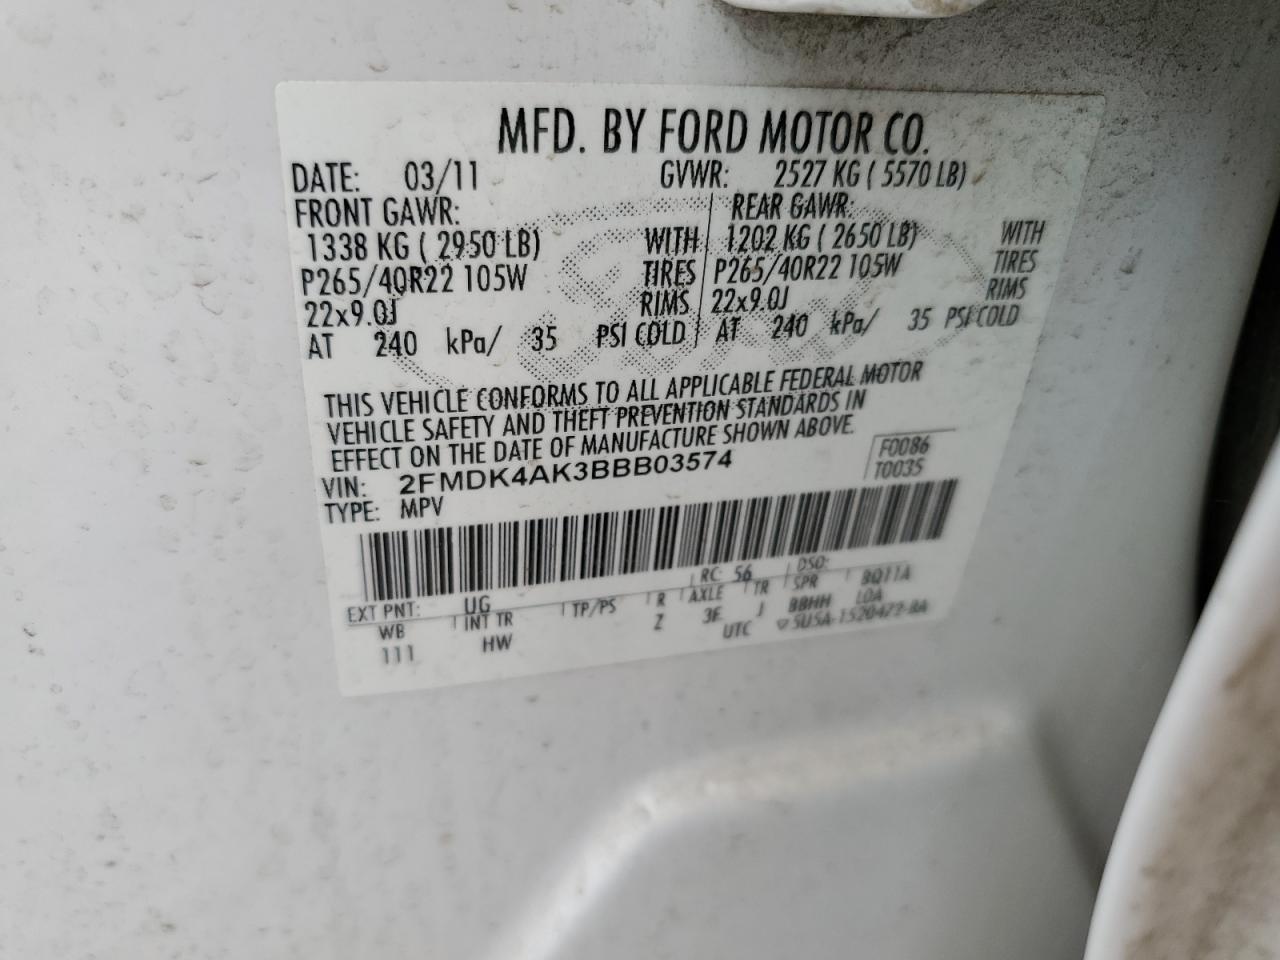 MFD. BY FORD MOTOR CO.
DATE: 03/11 GVWR: 2527 KG ( 5570 LB)
FRONT GAWR: REAR GAWR:
1338 KG ( 2950 LB) WITH 1202 KG ( 2650 LB) WITH
P265/40R22 105W TIRES P265/40R22 105W TIRES
22x9.0J RIMS 22x9.0J RIMS
AT 240 kPa/ 35 PSI COLD AT 240 kPa/ 35 PSI COLD
THIS VEHICLE CONFORMS TO ALL APPLICABLE FEDERAL MOTOR
VEHICLE SAFETY AND THEFT PREVENTION STANDARDS IN
EFFECT ON THE DATE OF MANUFACTURE SHOWN ABOVE.
VIN: 2FMDK4AK3BBB03574
F0086
TYPE: MPV
T0035
RC: 56 DSO:
EXT PNT: UG
WB INT TR TP/PS R AXLE TR SPR BQ11A
111 HW Z 3E J BBHH LOA
UTC ▽5U5A-1520472-BA